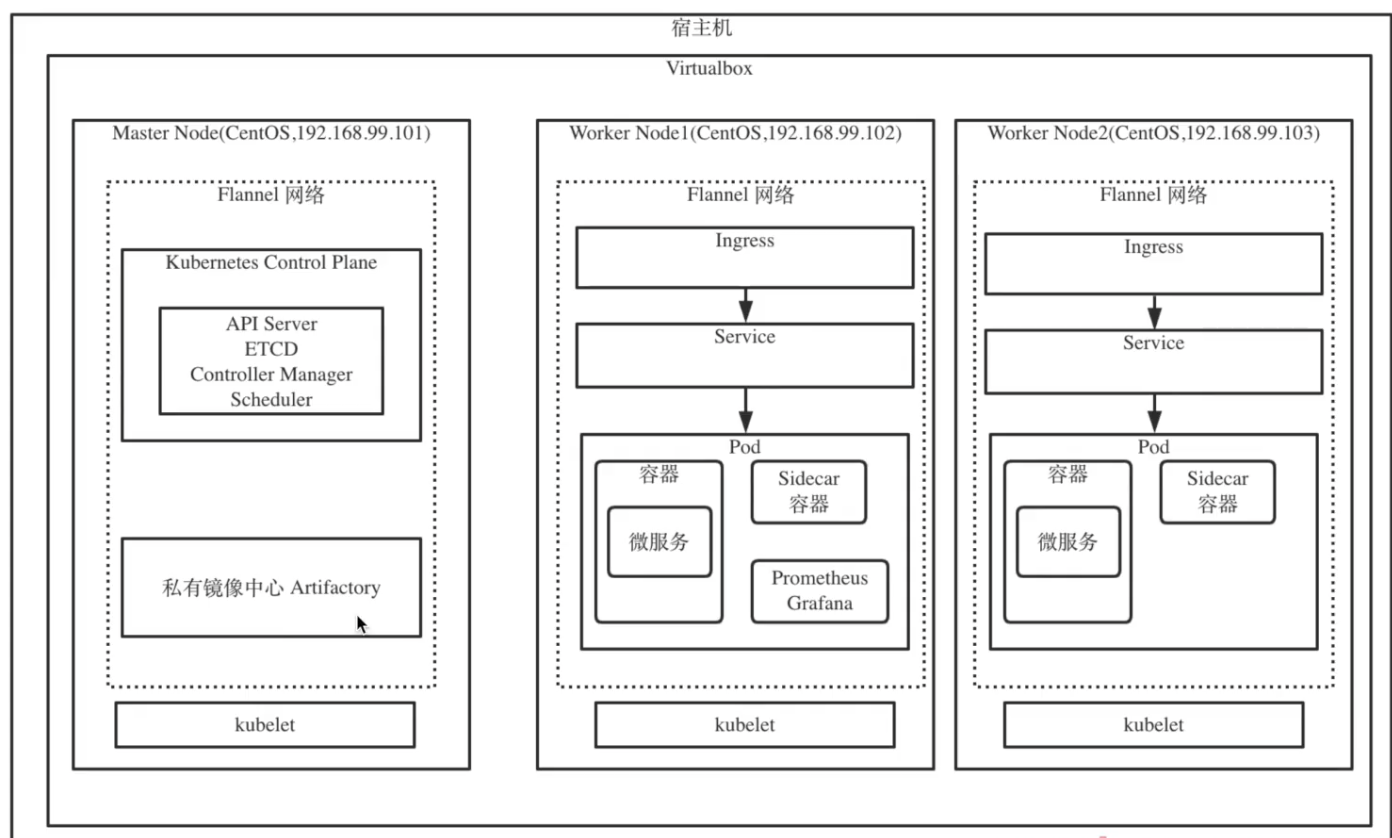 宿主机
Virtualbox
Master Node(CentOS,192.168.99.101)
Flannel 网络
Kubernetes Control Plane
API Server
ETCD
Controller Manager
Scheduler
私有镜像中心 Artifactory
kubelet
Worker Node1(CentOS,192.168.99.102)
Flannel 网络
Ingress
Service
Pod
容器
微服务
Sidecar
容器
Prometheus
Grafana
kubelet
Worker Node2(CentOS,192.168.99.103)
Flannel 网络
Ingress
Service
Pod
容器
微服务
Sidecar
容器
kubelet